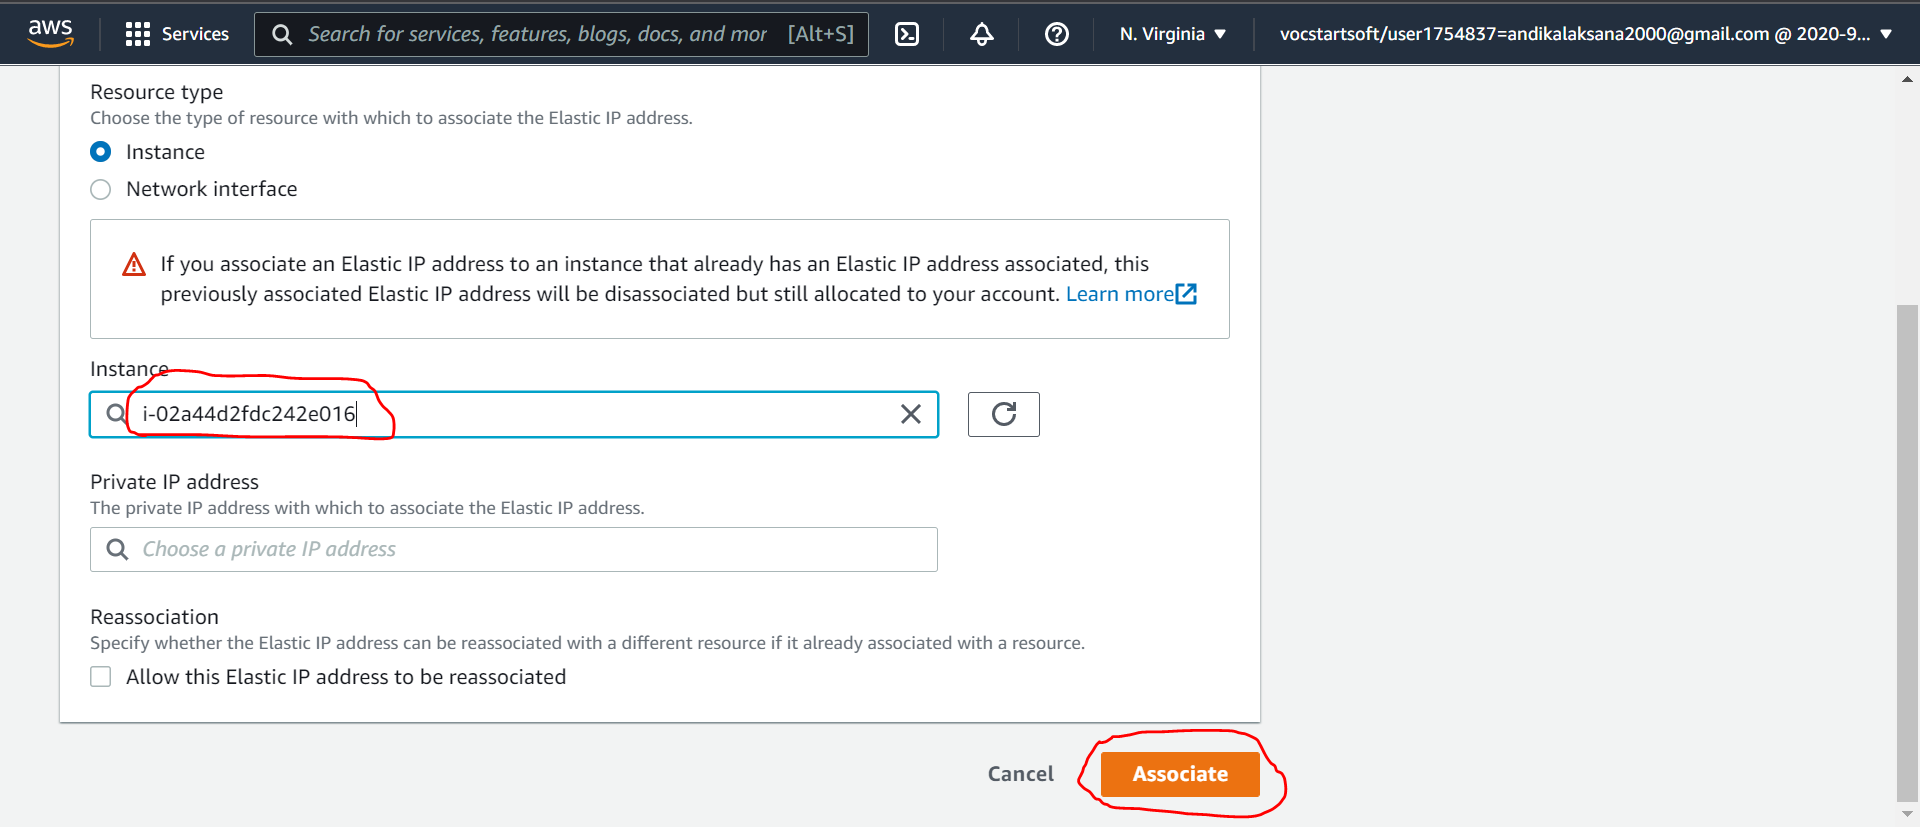 aws
Services
Search for services, features, blogs, docs, and mor
[Alt+S]
N. Virginia
vocstartsoft/user1754837=andikalaksana2000@gmail.com @ 2020-9...
Resource type
Choose the type of resource with which to associate the Elastic IP address.
Instance
Network interface
If you associate an Elastic IP address to an instance that already has an Elastic IP address associated, this
previously associated Elastic IP address will be disassociated but still allocated to your account. Learn more
Instance
i-02a44d2fdc242e016
Private IP address
The private IP address with which to associate the Elastic IP address.
Choose a private IP address
Reassociation
Specify whether the Elastic IP address can be reassociated with a different resource if it already associated with a resource.
Allow this Elastic IP address to be reassociated
Cancel
Associate